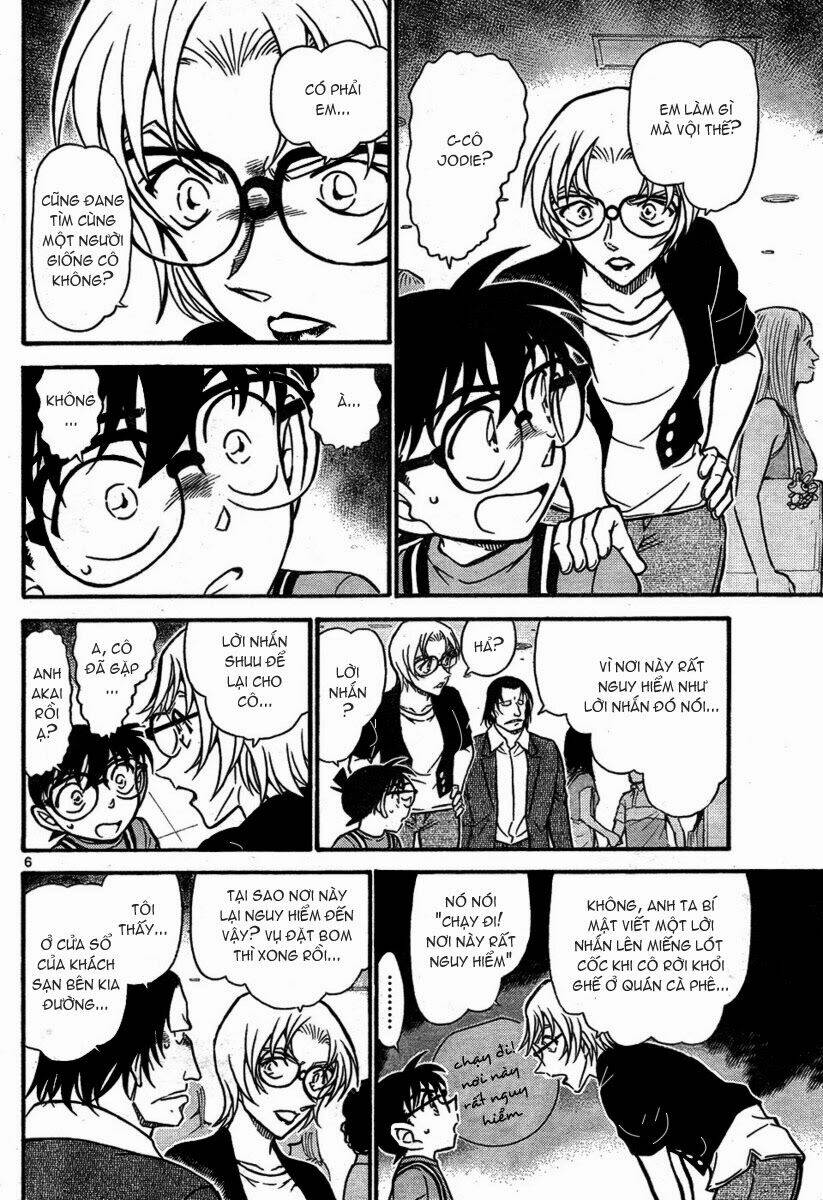 EM LÀM GÌ
MÀ VỘI THẾ?
C-CÔ
JODIE?
CÓ PHẢI
EM...
CŨNG ĐANG
TÌM CÙNG
MỘT NGƯỜI
GIỐNG CÔ
KHÔNG?
À...
KHÔNG
...
VÌ NƠI NÀY RẤT
NGUY HIỂM NHƯ
LỜI NHẮN ĐÓ NÓI...
HẢ?
LỜI
NHẮN
?
LỜI NHẮN
SHUU ĐỂ
LẠI CHO
CÔ...
A, CÔ
ĐÃ GẶP
...
ANH
AKAI
RỒI
Ạ?
6
KHÔNG, ANH TA BÍ
MẬT VIẾT MỘT LỜI
NHẮN LÊN MIẾNG LÓT
CỐC KHI CÔ RỜI KHỎI
GHẾ Ở QUÁN CÀ PHÊ...
NÓ NÓI
"CHẠY ĐI!
NƠI NÀY RẤT
NGUY HIỂM"
.........
chạy đi!
nơi này
rất nguy
hiểm
TẠI SAO NƠI NÀY
LẠI NGUY HIỂM ĐẾN
VẬY? VỤ ĐẶT BOM
THÌ XONG RỒI...
TÔI
THẤY...
Ở CỬA SỔ
CỦA KHÁCH
SẠN BÊN KIA
ĐƯỜNG...